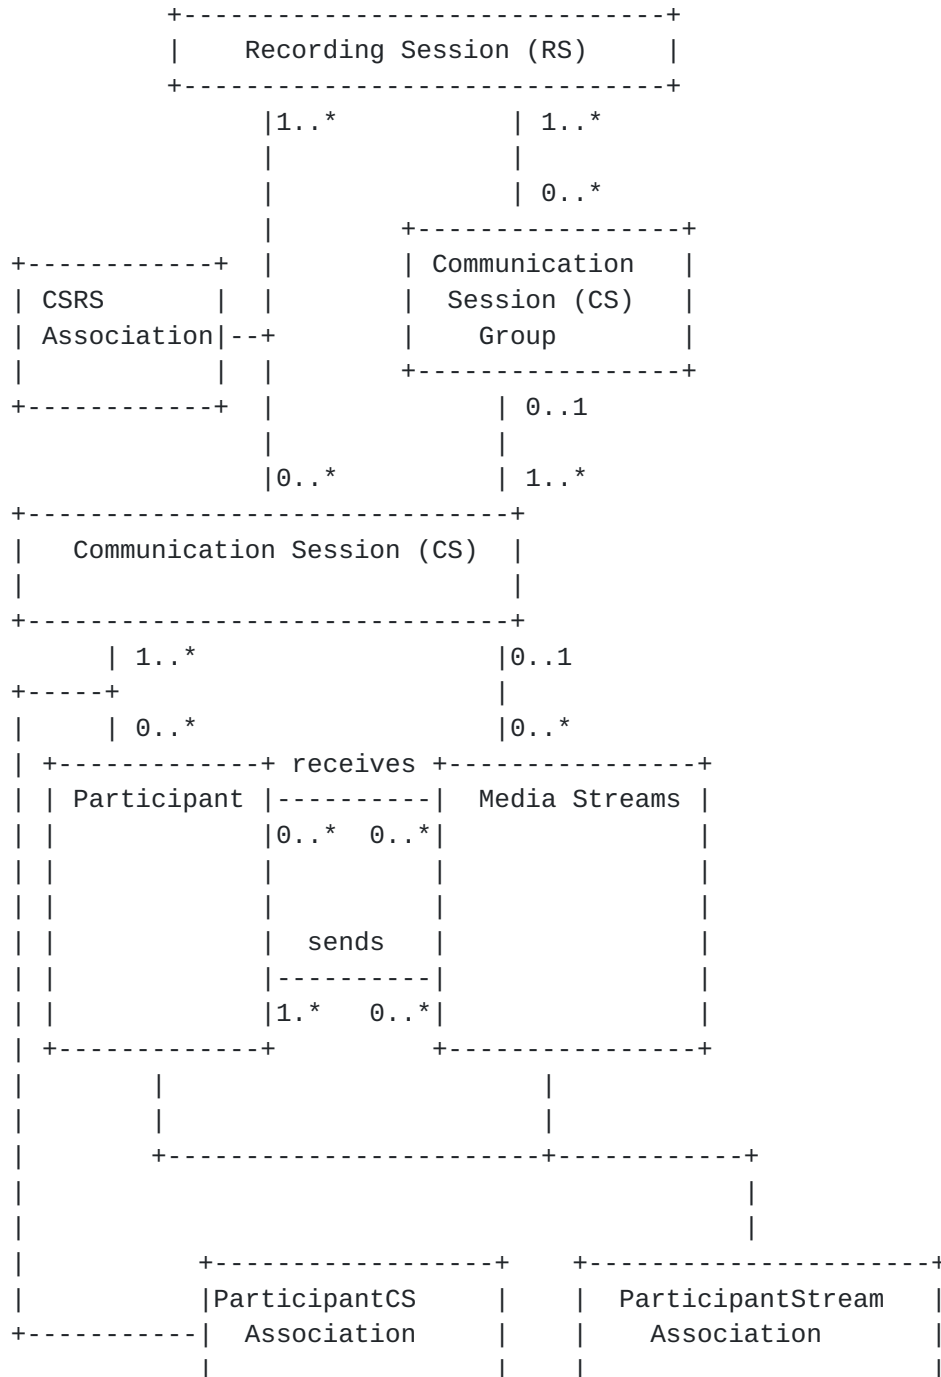 +-------------------------------+
|    Recording Session (RS)     |
+-------------------------------+
|1..*           | 1..*
|               |
|               | 0..*
|        +-----------------+
+------------+  |        | Communication   |
| CSRS       |  |        |  Session (CS)   |
| Association|--+        |    Group        |
|            |  |        +-----------------+
+------------+  |              | 0..1
|              |
|0..*          | 1..*
+-------------------------------+
|   Communication Session (CS)  |
|                               |
+-------------------------------+
| 1..*                   |0..1
+-----+                        |
|     | 0..*                   |0..*
| +-------------+ receives +----------------+
| | Participant |----------|  Media Streams |
| |             |0..*  0..*|                |
| |             |          |                |
| |             |          |                |
| |             |  sends   |                |
| |             |----------|                |
| |             |1.*   0..*|                |
| +-------------+          +----------------+
|        |                        |
|        |                        |
|        +------------------------+------------+
|                                              |
|                                              |
|           +------------------+    +----------------------+
|           |ParticipantCS     |    |  ParticipantStream   |
+-----------|  Association     |    |    Association       |
|                  |    |                      |